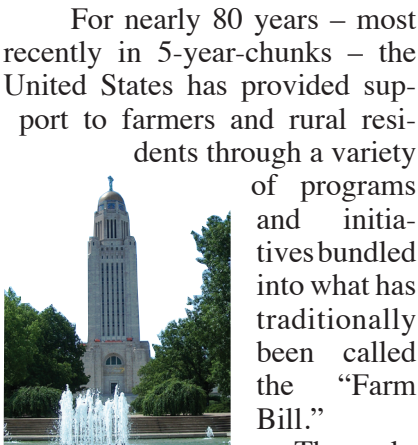 For nearly 80 years – most
recently in 5-year-chunks – the
United States has provided sup-
port to farmers and rural resi-
dents through a variety
of programs
and initia-
tives bundled
into what has
traditionally
been called
the “Farm
Bill.”